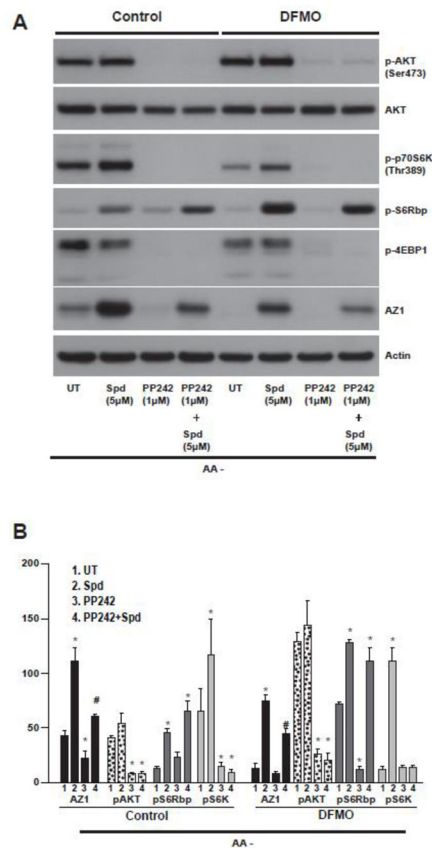 A
Control DFMO
p-AKT
(Ser473)
AKT
p-p70S6K
(Thr389)
p-S6Rbp
p-4EBP1
AZ1
Actin
UT Spd PP242 PP242 UT Spd PP242 PP242
(5µM) (1µM) (1µM) (5µM) (1µM) (1µM)
+ +
Spd Spd
(5µM) (5µM)
AA -
B
200
1. UT
2. Spd
3. PP242
4. PP242+Spd
150
100
50
0
* * # * * * * * * * * # * * * * *
1 2 3 4 1 2 3 4 1 2 3 4 1 2 3 4 1 2 3 4 1 2 3 4 1 2 3 4 1 2 3 4
AZ1 pAKT pS6Rbp pS6K AZ1 pAKT pS6Rbp pS6K
Control DFMO
AA -